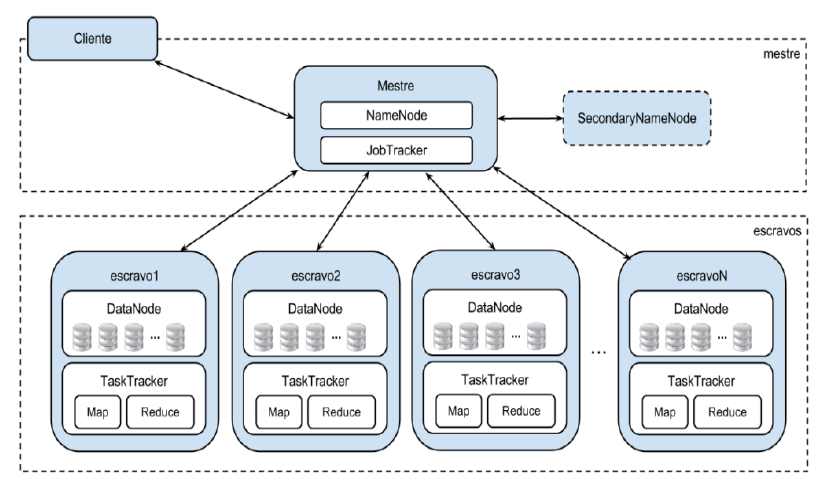 Cliente
mestre
Mestre
NameNode
JobTracker
SecondaryNameNode
escravos
escravo1
DataNode
...
TaskTracker
Map
Reduce
escravo2
DataNode
...
TaskTracker
Map
Reduce
escravo3
DataNode
...
TaskTracker
Map
Reduce
...
escravoN
DataNode
...
TaskTracker
Map
Reduce